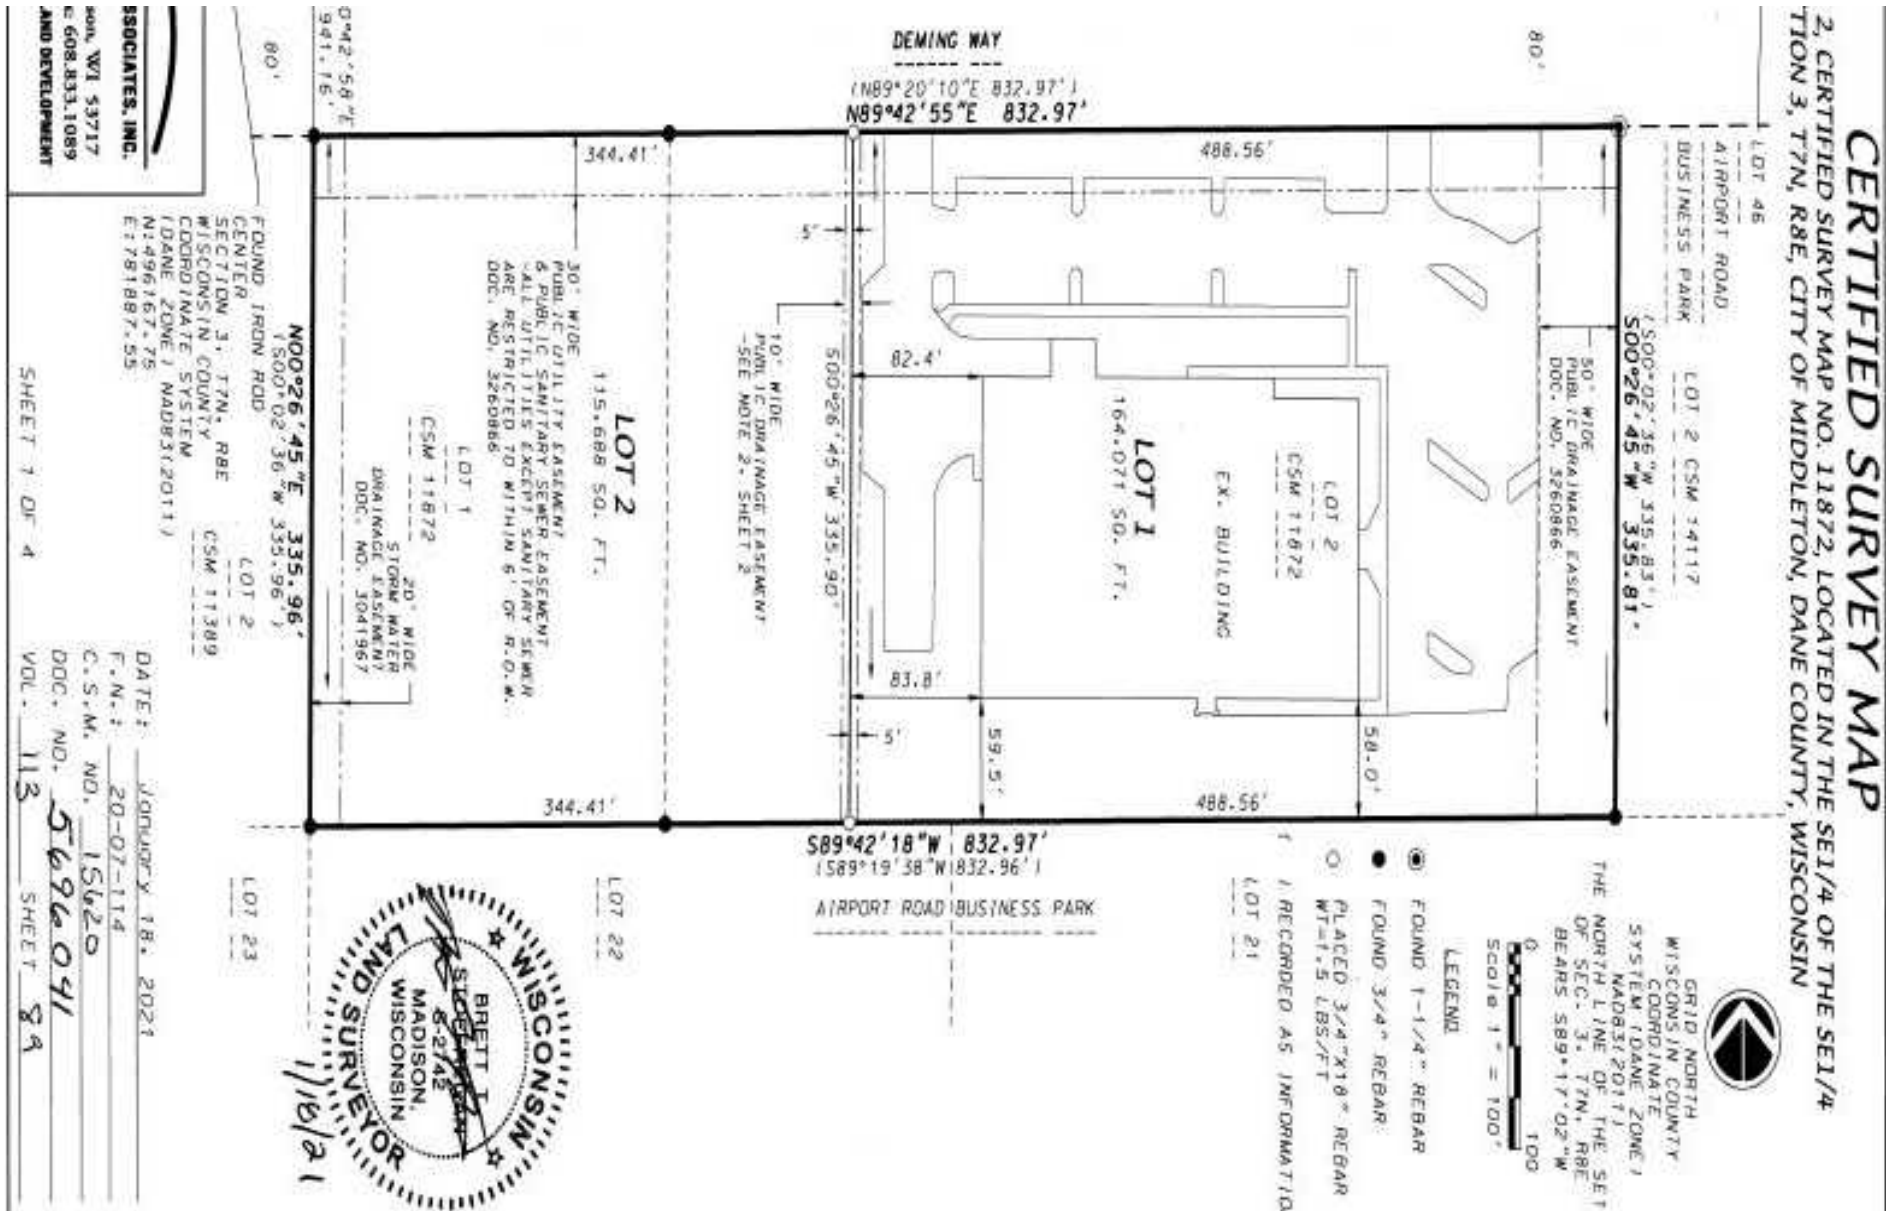 CERTIFIED SURVEY MAP
2, CERTIFIED SURVEY MAP NO. 11872, LOCATED IN THE SE1/4 OF THE SE1/4
TION 3, T7N, R8E, CITY OF MIDDLETON, DANE COUNTY, WISCONSIN
GRID NORTH
WISCONSIN COUNTY
COORDINATE
SYSTEM (DANE ZONE)
NAD83(2011)
THE NORTH LINE OF THE SE1
OF SEC. 3, T7N, R8E
BEARS S89°17'02"W
0 100
Scale 1" = 100'
LEGEND
FOUND 1-1/4" REBAR
FOUND 3/4" REBAR
PLACED 3/4"X18" REBAR
WT=1.5 LBS/FT
( ) RECORDED AS INFORMATIO
LOT 46
AIRPORT ROAD
BUSINESS PARK
LOT 2 CSM 14117
80'
(S00°02'36"W 335.83')
S00°26'45"W 335.81'
50' WIDE
PUBLIC DRAINAGE EASEMENT
DOC. NO. 3260866
DEMING WAY
(N89°20'10"E 832.97')
N89°42'55"E 832.97'
488.56'
344.41'
58.0'
59.5'
LOT 2
CSM 11872
EX. BUILDING
LOT 1
164,071 SQ. FT.
82.4'
83.8'
5'
5'
S00°26'45"W 335.90'
10' WIDE
PUBLIC DRAINAGE EASEMENT
-SEE NOTE 2, SHEET 2
LOT 2
115,688 SQ. FT.
30' WIDE
PUBLIC UTILITY EASEMENT
& PUBLIC SANITARY SEWER EASEMENT
-ALL UTILITIES EXCEPT SANITARY SEWER
ARE RESTRICTED TO WITHIN 6' OF R.O.W.
DOC. NO. 3260866
LOT 1
CSM 11872
20' WIDE
STORM WATER
DRAINAGE EASEMENT
DOC. NO. 3041967
488.56'
344.41'
S89°42'18"W 832.97'
(S89°19'38"W 832.96')
AIRPORT ROAD BUSINESS PARK
LOT 21
LOT 22
LOT 23
N00°26'45"E 335.96'
(S00°02'36"W 335.96')
LOT 2
CSM 11389
0°42'58"E
941.16'
80'
FOUND IRON ROD
CENTER
SECTION 3, T7N, R8E
WISCONSIN COUNTY
COORDINATE SYSTEM
(DANE ZONE) NAD83(2011)
N:496167.75
E:781887.55
WISCONSIN
BRETT T
S-2742
MADISON,
WISCONSIN
LAND SURVEYOR
1/18/21
SSOCIATES, INC.
son, WI 53717
: 608.833.1089
LAND DEVELOPMENT
DATE: January 18, 2021
F.N.: 20-07-114
C.S.M. NO. 15620
DOC. NO. 5696041
VOL. 113 SHEET 89
SHEET 1 OF 4